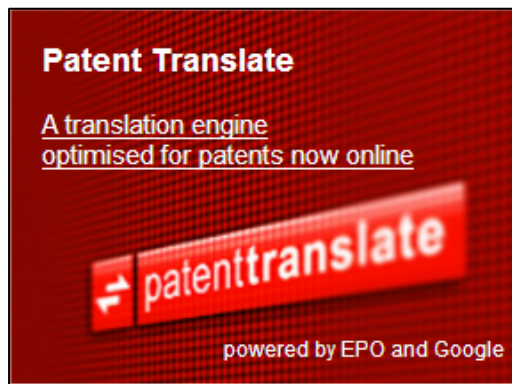 Patent Translate
A translation engine
optimised for patents now online
patenttranslate
powered by EPO and Google